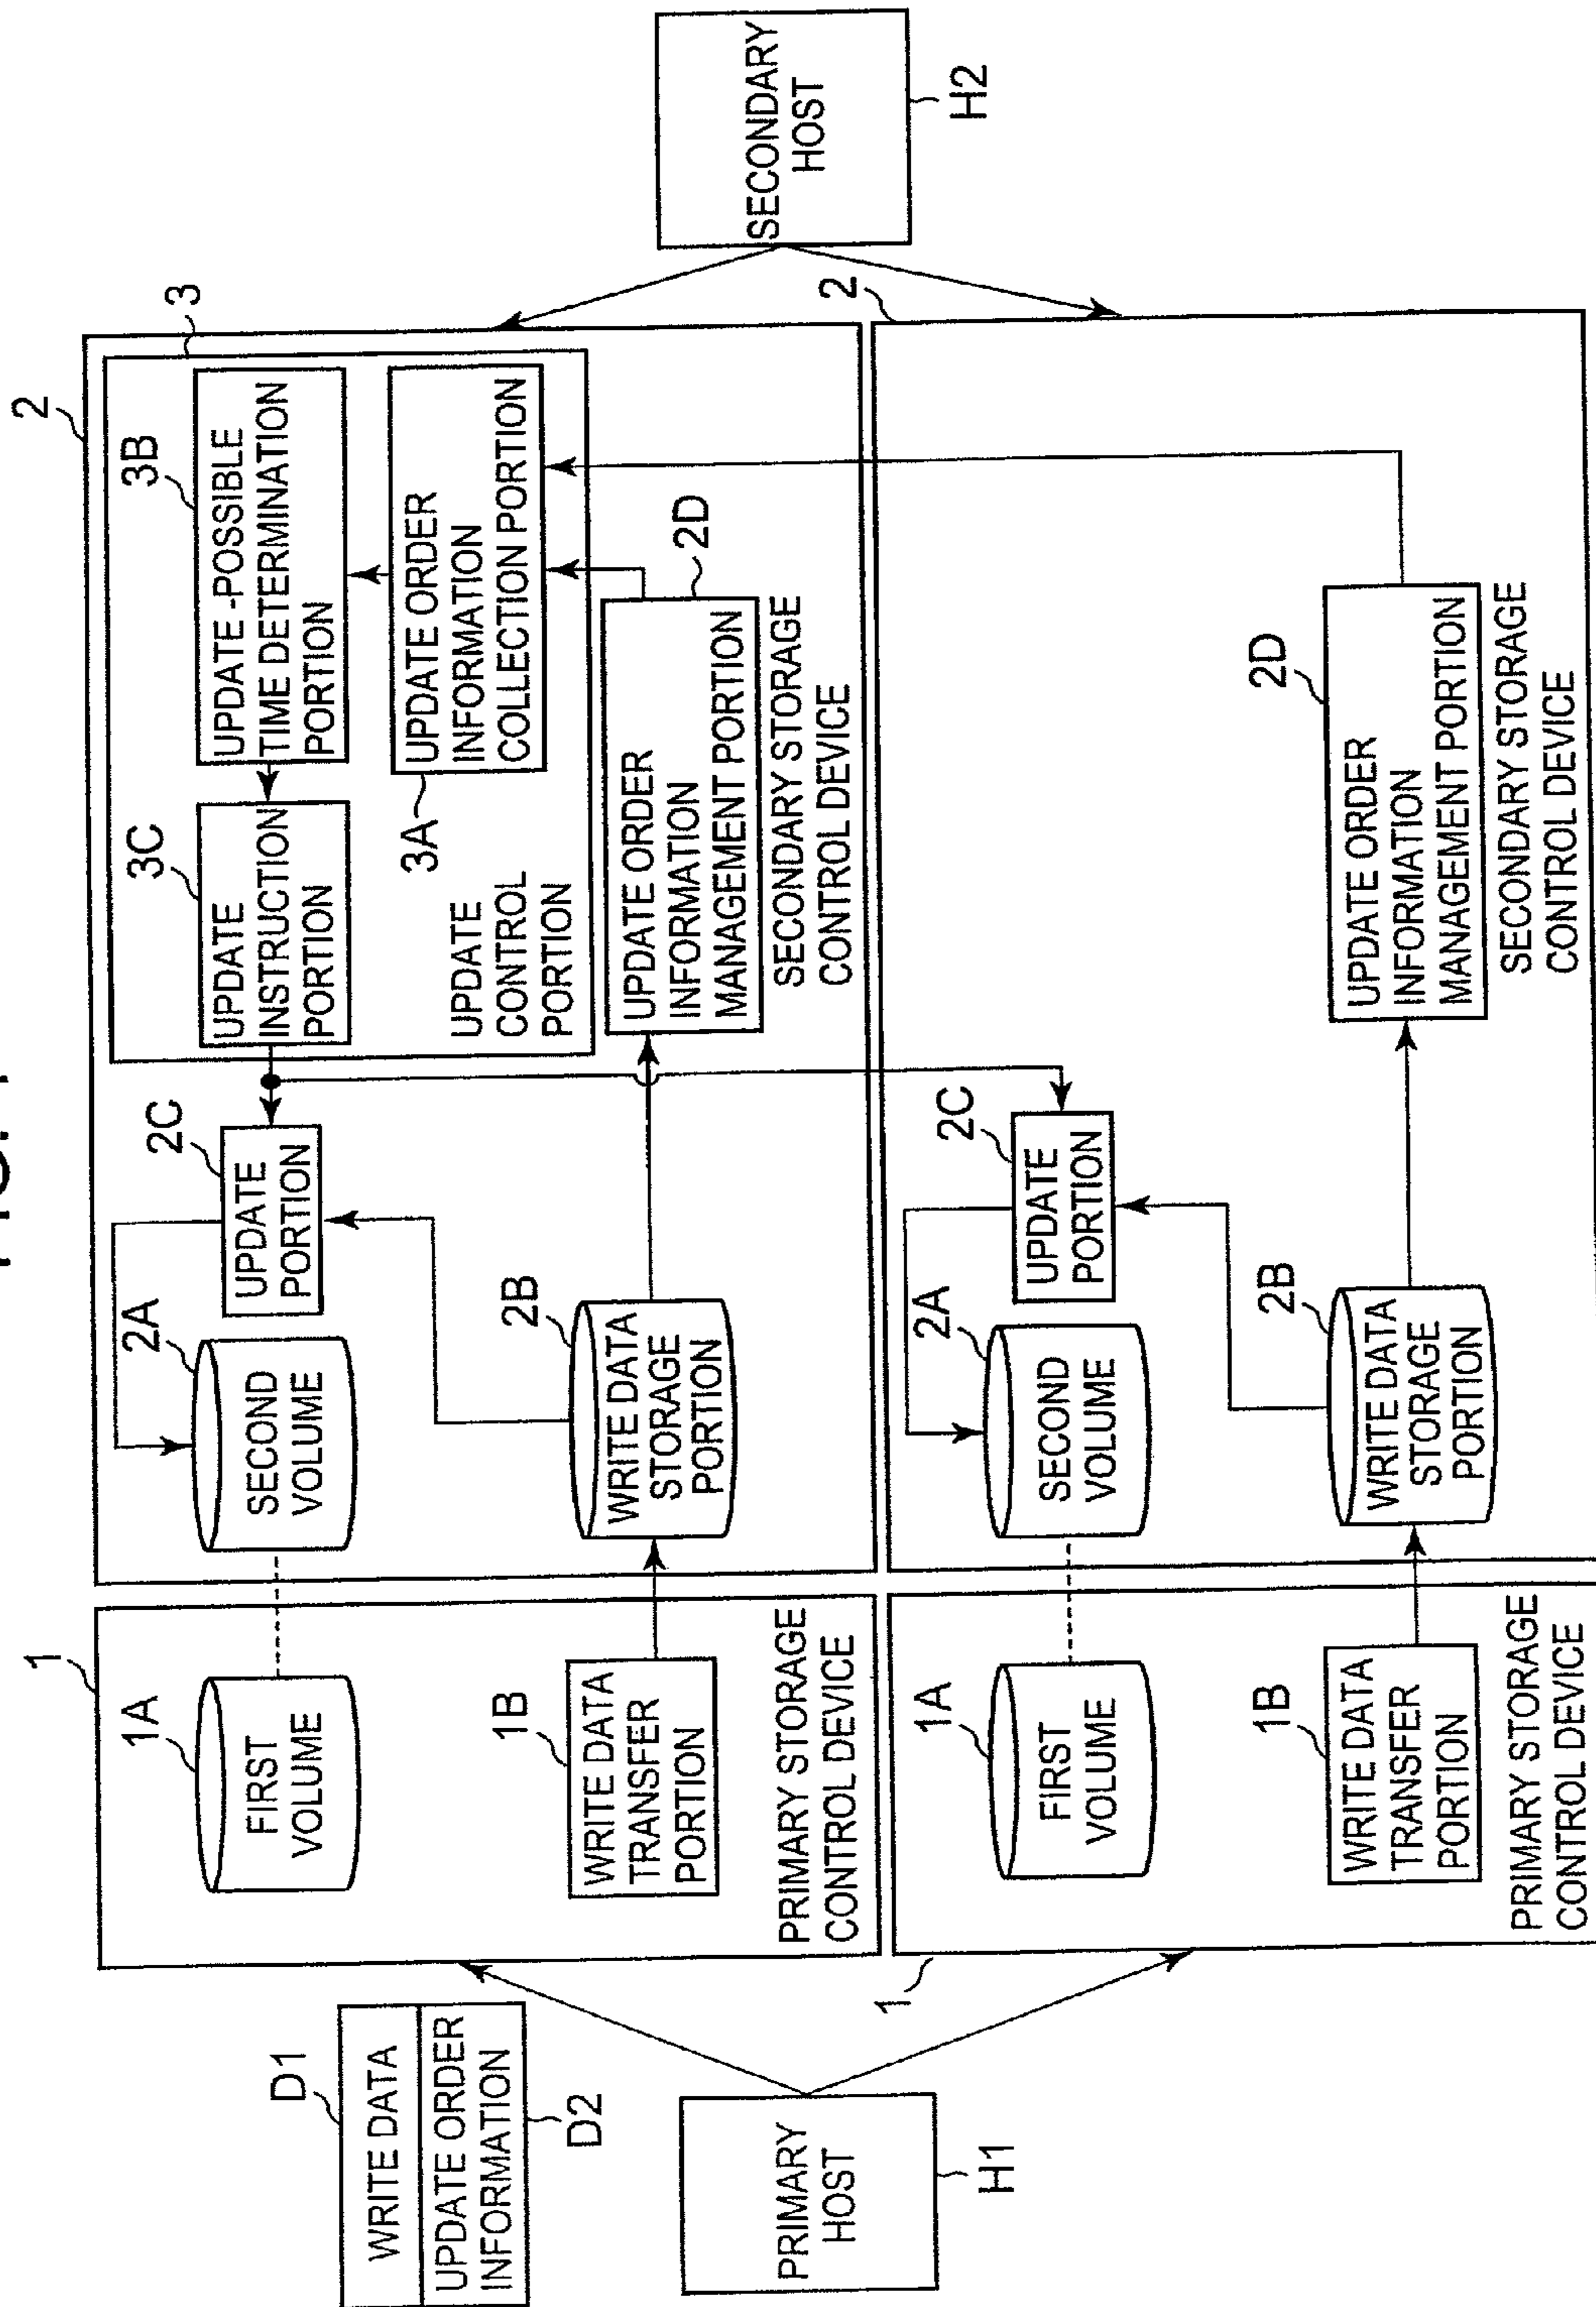 D1
WRITE DATA
UPDATE ORDER
INFORMATION
D2
PRIMARY
HOST
H1
1
1A
FIRST
VOLUME
1B
WRITE DATA
TRANSFER
PORTION
PRIMARY STORAGE
CONTROL DEVICE
2
2A
SECOND
VOLUME
2B
WRITE DATA
STORAGE
PORTION
2C
UPDATE
PORTION
3
3C
UPDATE
INSTRUCTION
PORTION
3B
UPDATE -POSSIBLE
TIME DETERMINATION
PORTION
3A
UPDATE ORDER
INFORMATION
COLLECTION PORTION
UPDATE
CONTROL
PORTION
2D
UPDATE ORDER
INFORMATION
MANAGEMENT PORTION
SECONDARY STORAGE
CONTROL DEVICE
SECONDARY
HOST
H2
1
1A
FIRST
VOLUME
1B
WRITE DATA
TRANSFER
PORTION
PRIMARY STORAGE
CONTROL DEVICE
2
2A
SECOND
VOLUME
2B
WRITE DATA
STORAGE
PORTION
2C
UPDATE
PORTION
2D
UPDATE ORDER
INFORMATION
MANAGEMENT PORTION
SECONDARY STORAGE
CONTROL DEVICE